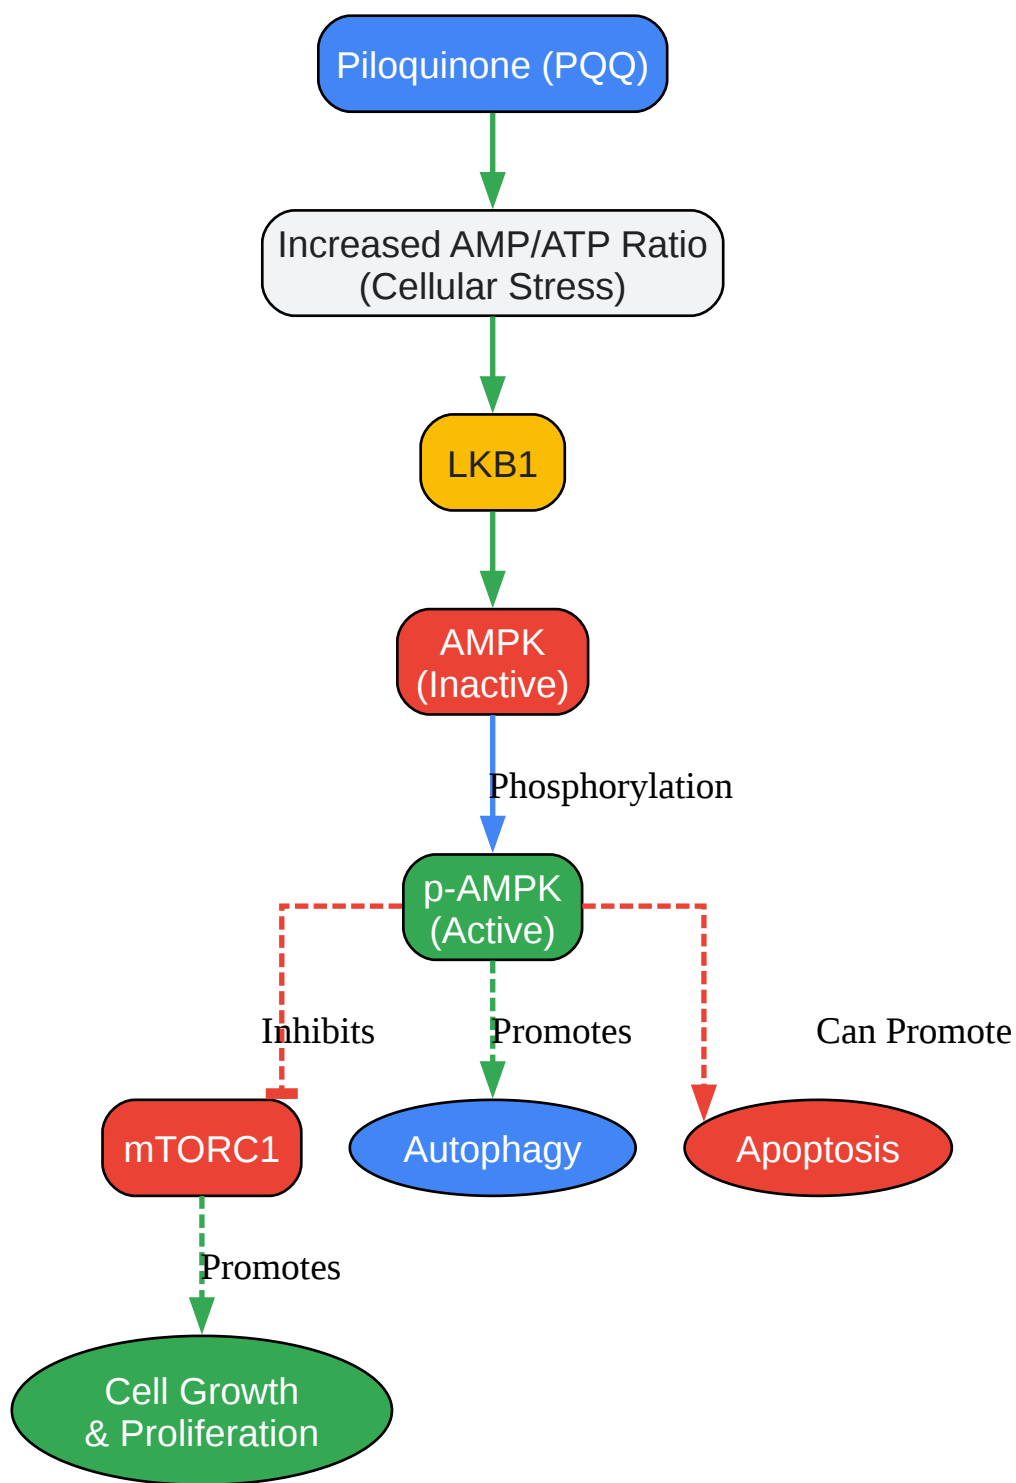 Piloquinone (PQQ)
Increased AMP/ATP Ratio
(Cellular Stress)
LKB1
AMPK
(Inactive)
Phosphorylation
p-AMPK
(Active)
Inhibits
Promotes
Can Promote
mTORC1
Autophagy
Apoptosis
Promotes
Cell Growth
& Proliferation